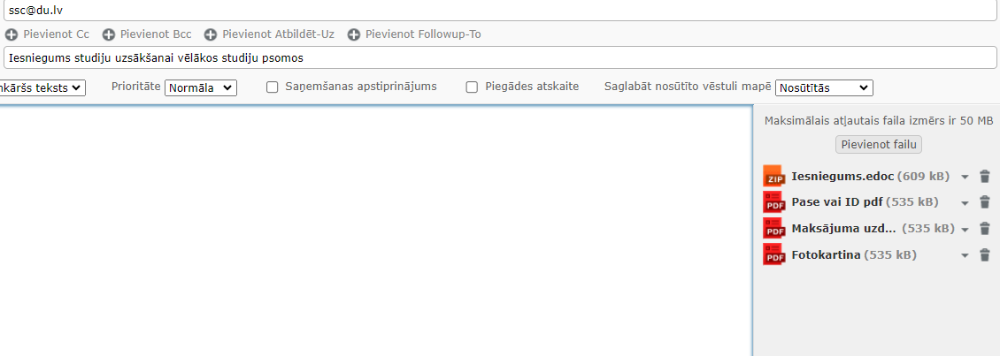 ssc@du.lv
Pievienot Cc Pievienot Bcc Pievienot Atbildēt-Uz Pievienot Followup-To
Iesniegums studiju uzsākšanai vēlākos studiju psomos
nkāršs teksts Prioritāte Normāla Saņemšanas apstiprinājums Piegādes atskaite Saglabāt nosūtīto vēstuli mapē Nosūtītās
Maksimālais atļautais faila izmērs ir 50 MB
Pievienot failu
ZIP Iesniegums.edoc (609 kB)
PDF Pase vai ID pdf (535 kB)
PDF Maksājuma uzd... (535 kB)
PDF Fotokartina (535 kB)